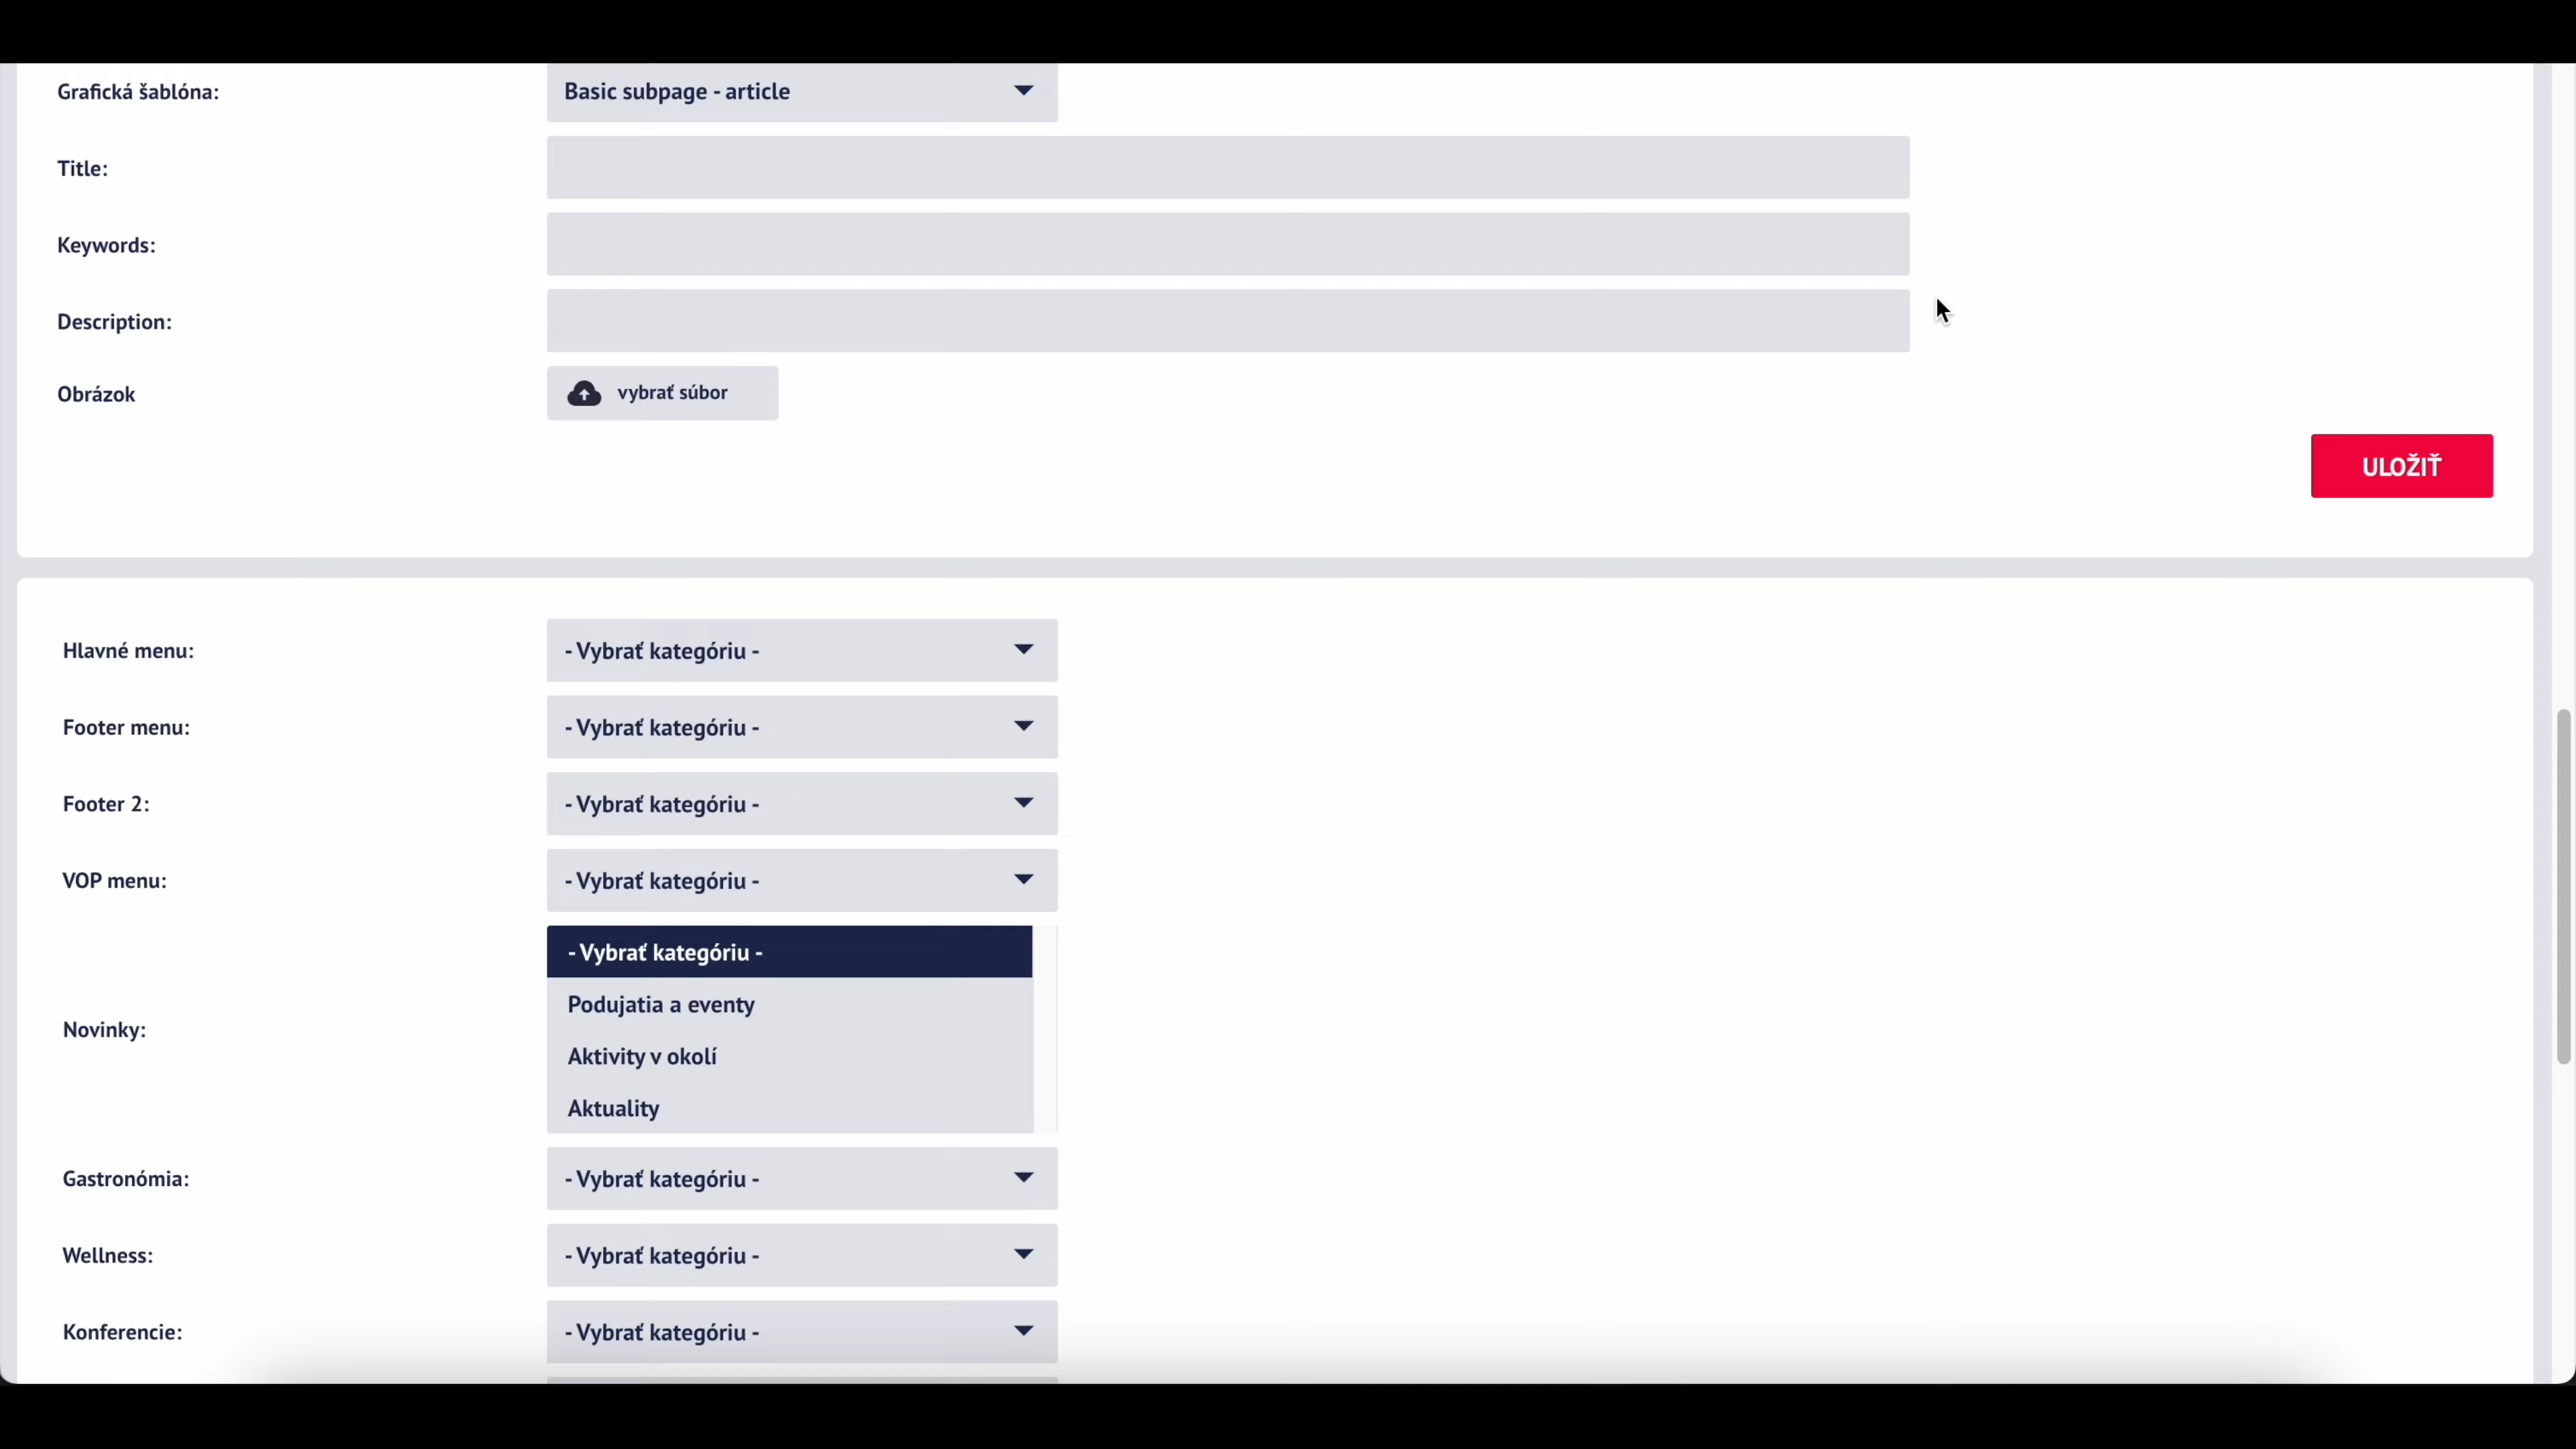 Grafická šablóna:
Basic subpage - article
Title:
Keywords:
Description:
Obrázok
vybrať súbor
ULOŽIŤ
Hlavné menu:
- Vybrať kategóriu -
Footer menu:
- Vybrať kategóriu -
Footer 2:
- Vybrať kategóriu -
VOP menu:
- Vybrať kategóriu -
Novinky:
- Vybrať kategóriu -
Podujatia a eventy
Aktivity v okolí
Aktuality
Gastronómia:
- Vybrať kategóriu -
Wellness:
- Vybrať kategóriu -
Konferencie:
- Vybrať kategóriu -